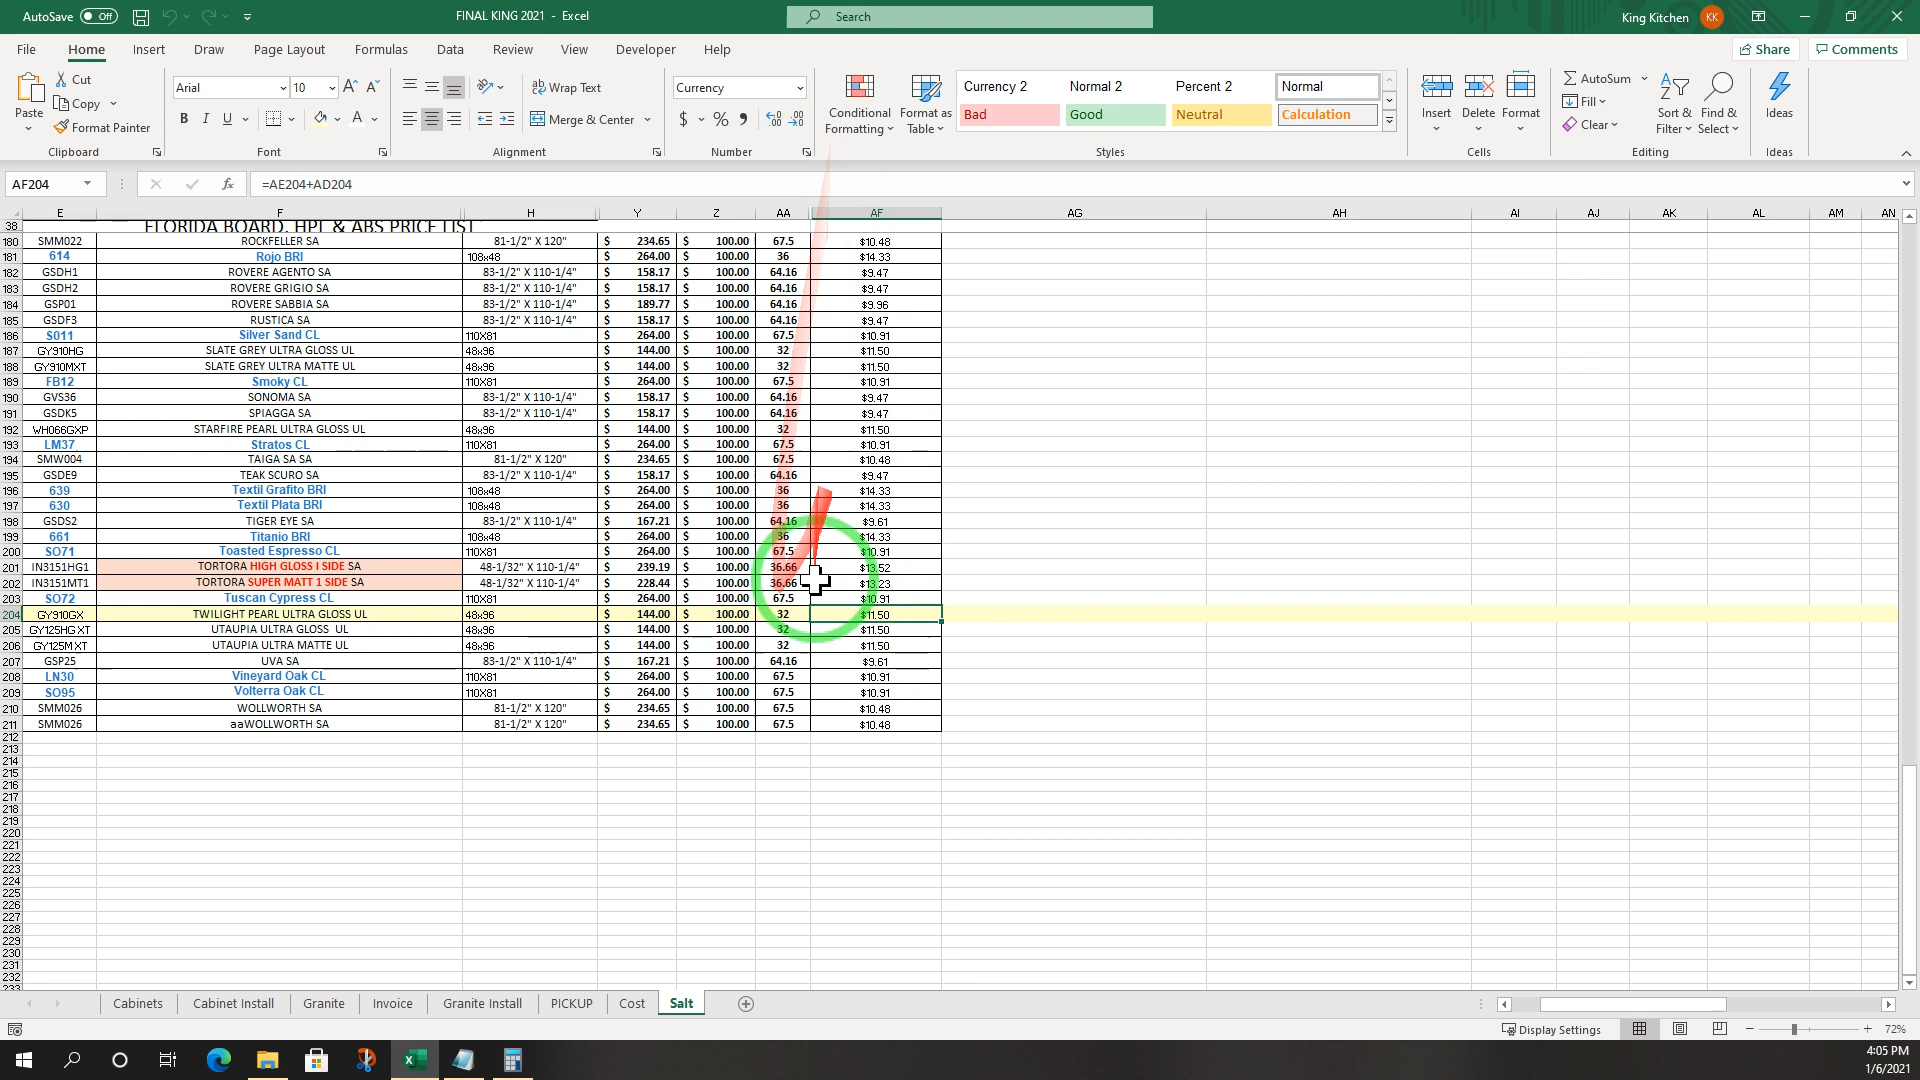 AutoSave Off FINAL KING 2021 - Excel Search King Kitchen KK
File Home Insert Draw Page Layout Formulas Data Review View Developer Help Share Comments
Paste Cut Copy Format Painter Clipboard
Arial 10 B I U A Font
Wrap Text Merge & Center Alignment
Currency $ % Number
Conditional Formatting Format as Table
Currency 2 Normal 2 Percent 2 Normal
Bad Good Neutral Calculation
Styles
Insert Delete Format Cells
AutoSum Fill Clear Sort & Filter Find & Select Editing
Ideas Ideas
AF204 fx =AE204+AD204
E F H Y Z AA AF AG AH AI AJ AK AL AM AN
38 FLORIDA BOARD, HPL & ABS PRICE LIST
180 SMM022 ROCKFELLER SA 81-1/2" X 120" $ 234.65 $ 100.00 67.5 $10.48
181 614 Rojo BRI 108x48 $ 264.00 $ 100.00 36 $14.33
182 GSDH1 ROVERE AGENTO SA 83-1/2" X 110-1/4" $ 158.17 $ 100.00 64.16 $9.47
183 GSDH2 ROVERE GRIGIO SA 83-1/2" X 110-1/4" $ 158.17 $ 100.00 64.16 $9.47
184 GSP01 ROVERE SABBIA SA 83-1/2" X 110-1/4" $ 189.77 $ 100.00 64.16 $9.96
185 GSDF3 RUSTICA SA 83-1/2" X 110-1/4" $ 158.17 $ 100.00 64.16 $9.47
186 S011 Silver Sand CL 110X81 $ 264.00 $ 100.00 67.5 $10.91
187 GY910HG SLATE GREY ULTRA GLOSS UL 48x96 $ 144.00 $ 100.00 32 $11.50
188 GY910MXT SLATE GREY ULTRA MATTE UL 48x96 $ 144.00 $ 100.00 32 $11.50
189 FB12 Smoky CL 110X81 $ 264.00 $ 100.00 67.5 $10.91
190 GVS36 SONOMA SA 83-1/2" X 110-1/4" $ 158.17 $ 100.00 64.16 $9.47
191 GSDK5 SPIAGGA SA 83-1/2" X 110-1/4" $ 158.17 $ 100.00 64.16 $9.47
192 WH066GXP STARFIRE PEARL ULTRA GLOSS UL 48x96 $ 144.00 $ 100.00 32 $11.50
193 LM37 Stratos CL 110X81 $ 264.00 $ 100.00 67.5 $10.91
194 SMW004 TAIGA SA SA 81-1/2" X 120" $ 234.65 $ 100.00 67.5 $10.48
195 GSDE9 TEAK SCURO SA 83-1/2" X 110-1/4" $ 158.17 $ 100.00 64.16 $9.47
196 639 Textil Grafito BRI 108x48 $ 264.00 $ 100.00 36 $14.33
197 630 Textil Plata BRI 108x48 $ 264.00 $ 100.00 36 $14.33
198 GSDS2 TIGER EYE SA 83-1/2" X 110-1/4" $ 167.21 $ 100.00 64.16 $9.61
199 661 Titanio BRI 108x48 $ 264.00 $ 100.00 36 $14.33
200 SO71 Toasted Espresso CL 110X81 $ 264.00 $ 100.00 67.5 $10.91
201 IN3151HG1 TORTORA HIGH GLOSS I SIDE SA 48-1/32" X 110-1/4" $ 239.19 $ 100.00 36.66 $13.52
202 IN3151MT1 TORTORA SUPER MATT 1 SIDE SA 48-1/32" X 110-1/4" $ 228.44 $ 100.00 36.66 $13.23
203 SO72 Tuscan Cypress CL 110X81 $ 264.00 $ 100.00 67.5 $10.91
204 GY910GX TWILIGHT PEARL ULTRA GLOSS UL 48x96 $ 144.00 $ 100.00 32 $11.50
205 GY125HG XT UTAUPIA ULTRA GLOSS UL 48x96 $ 144.00 $ 100.00 32 $11.50
206 GY125M XT UTAUPIA ULTRA MATTE UL 48x96 $ 144.00 $ 100.00 32 $11.50
207 GSP25 UVA SA 83-1/2" X 110-1/4" $ 167.21 $ 100.00 64.16 $9.61
208 LN30 Vineyard Oak CL 110X81 $ 264.00 $ 100.00 67.5 $10.91
209 SO95 Volterra Oak CL 110X81 $ 264.00 $ 100.00 67.5 $10.91
210 SMM026 WOLLWORTH SA 81-1/2" X 120" $ 234.65 $ 100.00 67.5 $10.48
211 SMM026 aaWOLLWORTH SA 81-1/2" X 120" $ 234.65 $ 100.00 67.5 $10.48
212
213
214
215
216
217
218
219
220
221
222
223
224
225
226
227
228
229
230
231
232
233
Cabinets Cabinet Install Granite Invoice Granite Install PICKUP Cost Salt
Display Settings 72%
4:05 PM
1/6/2021